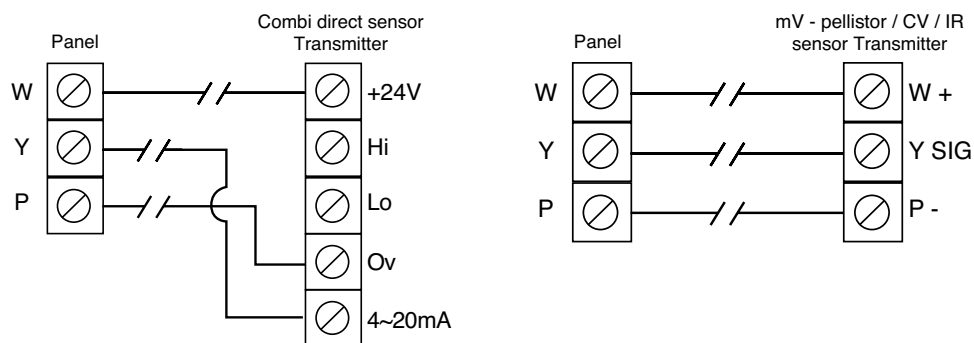 Combi direct sensor
Transmitter
Panel
W
Y
P
+24V
Hi
Lo
Ov
4~20mA
mV - pellistor / CV / IR
sensor Transmitter
Panel
W
Y
P
W +
Y SIG
P -